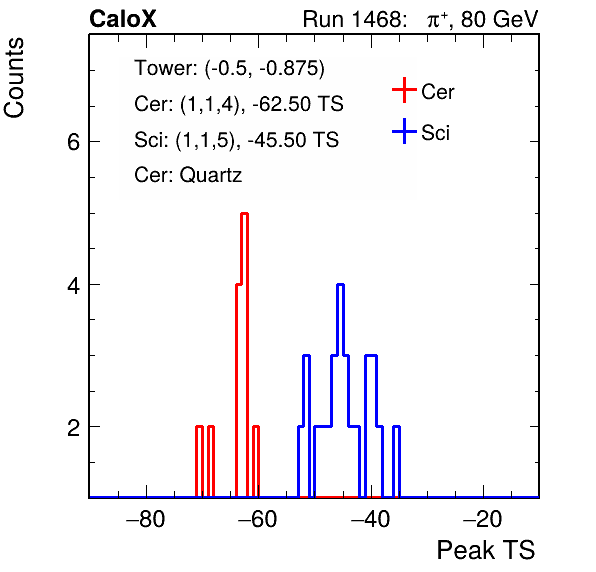 CaloX Run 1468: π⁺, 80 GeV
Counts
Tower: (-0.5, -0.875)
Cer: (1,1,4), -62.50 TS
Sci: (1,1,5), -45.50 TS
Cer: Quartz
Cer
Sci
6
4
2
−80 −60 −40 −20
Peak TS